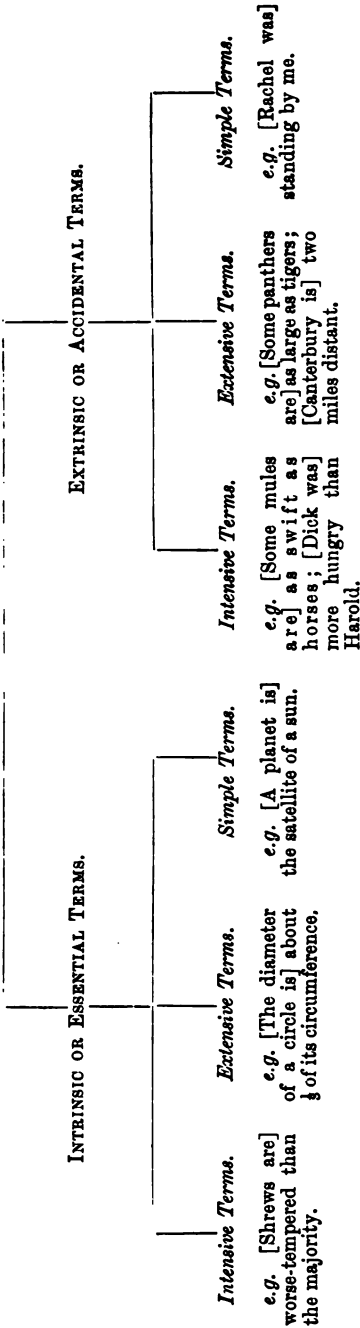 INTRINSIC OR ESSENTIAL TERMS.
EXTRINSIC OR ACCIDENTAL TERMS.
Intensive Terms.
e.g. [Shrews are]
worse-tempered than
the majority.
Extensive Terms.
e.g. [The diameter
of a circle is] about
⅓ of its circumference.
Simple Terms.
e.g. [A planet is]
the satellite of a sun.
Intensive Terms.
e.g. [Some mules
are] as swift as
horses; [Dick was]
more hungry than
Harold.
Extensive Terms.
e.g. [Some panthers
are] as large as tigers;
[Canterbury is] two
miles distant.
Simple Terms.
e.g. [Rachel was]
standing by me.